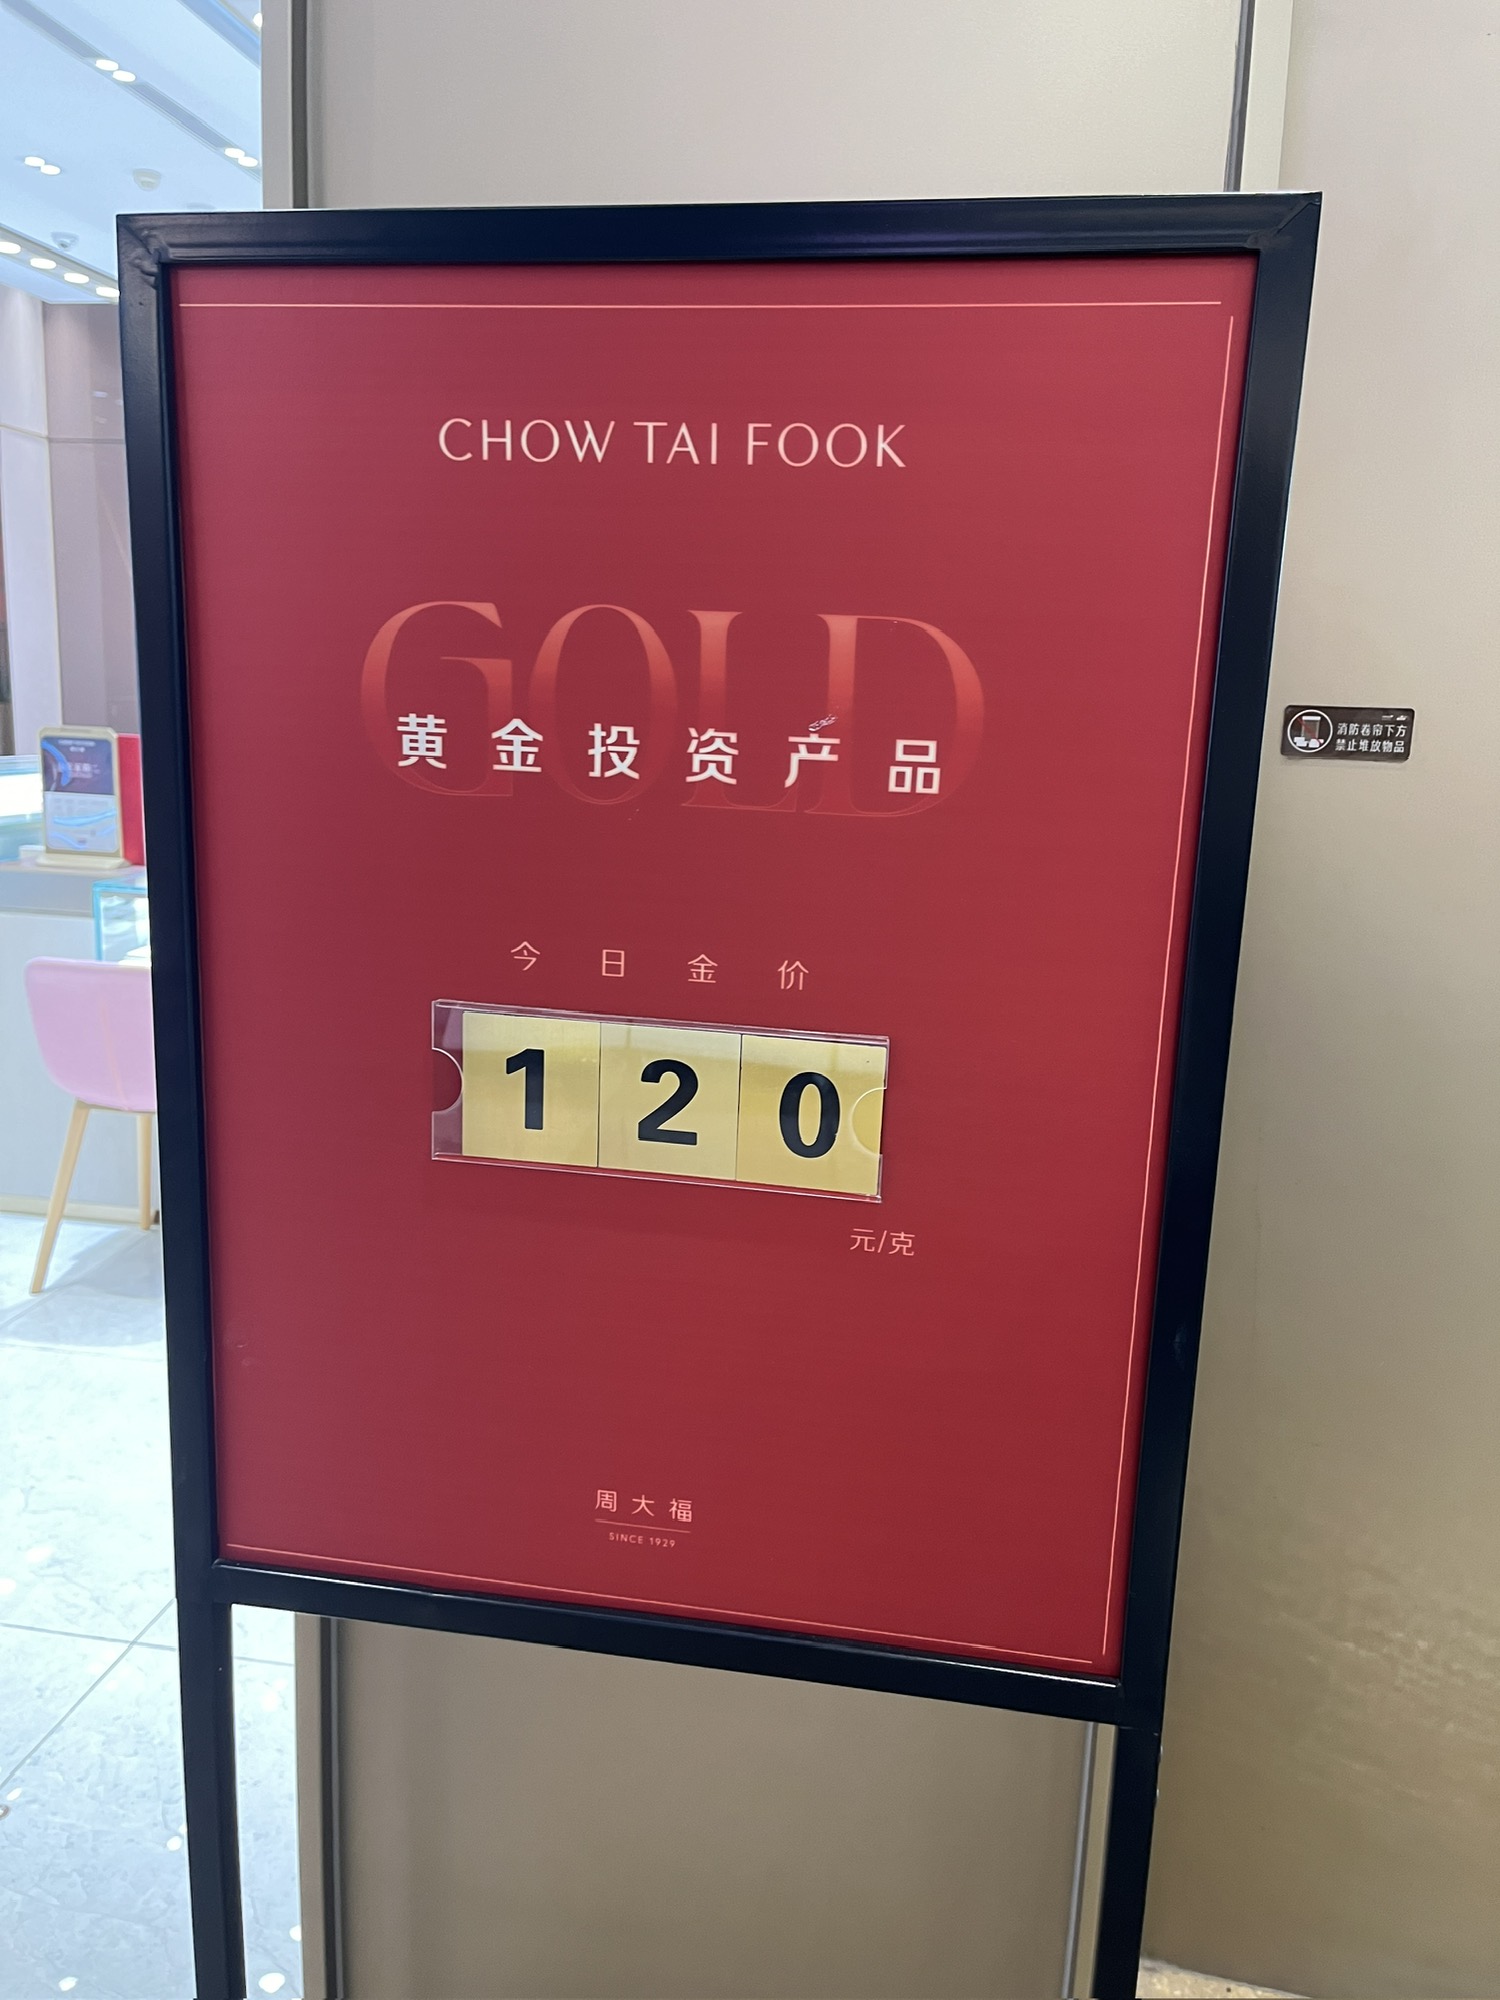 CHOW TAI FOOK
GOLD
黄金投资产品
今日金价
120
元/克
周大福
SINCE 1929
消防卷帘下方
禁止堆放物品